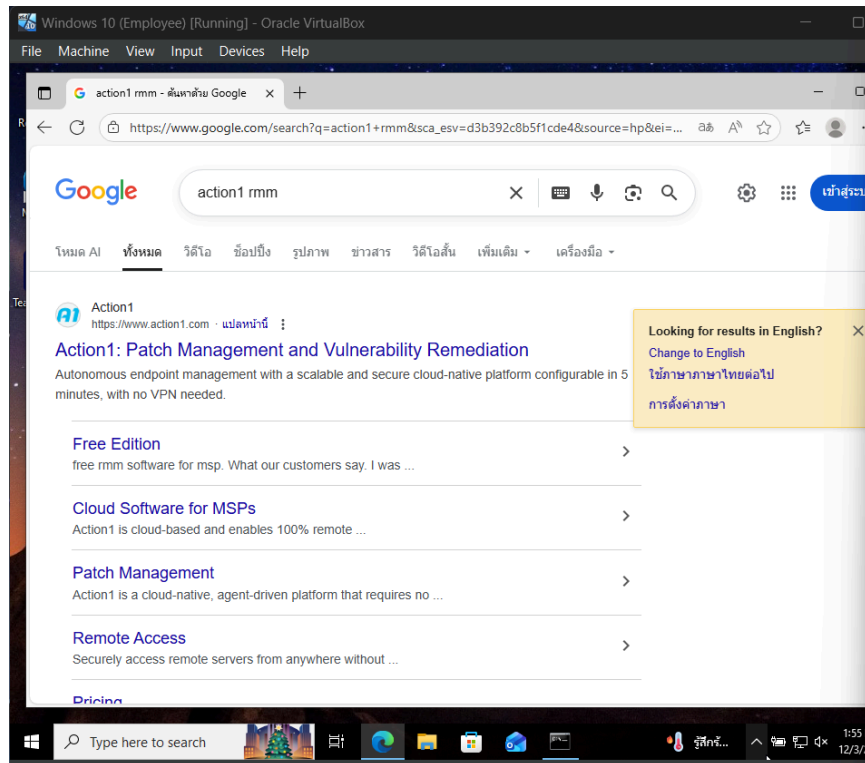 Windows 10 (Employee) [Running] - Oracle VirtualBox
File Machine View Input Devices Help
action1 rmm - ค้นหาด้วย Google
https://www.google.com/search?q=action1+rmm&sca_esv=d3b392c8b5f1cde4&source=hp&ei=...
Google
action1 rmm
เข้าสู่ระบ
โหมด AI ทั้งหมด วิดีโอ ช็อปปิ้ง รูปภาพ ข่าวสาร วิดีโอสั้น เพิ่มเติม เครื่องมือ
Action1
https://www.action1.com · แปลหน้านี้
Action1: Patch Management and Vulnerability Remediation
Autonomous endpoint management with a scalable and secure cloud-native platform configurable in 5
minutes, with no VPN needed.
Looking for results in English?
Change to English
ใช้ภาษาภาษาไทยต่อไป
การตั้งค่าภาษา
Free Edition
free rmm software for msp. What our customers say. I was ...
Cloud Software for MSPs
Action1 is cloud-based and enables 100% remote ...
Patch Management
Action1 is a cloud-native, agent-driven platform that requires no ...
Remote Access
Securely access remote servers from anywhere without ...
Pricing
Type here to search
รู้สึกร้...
1:55
12/3/